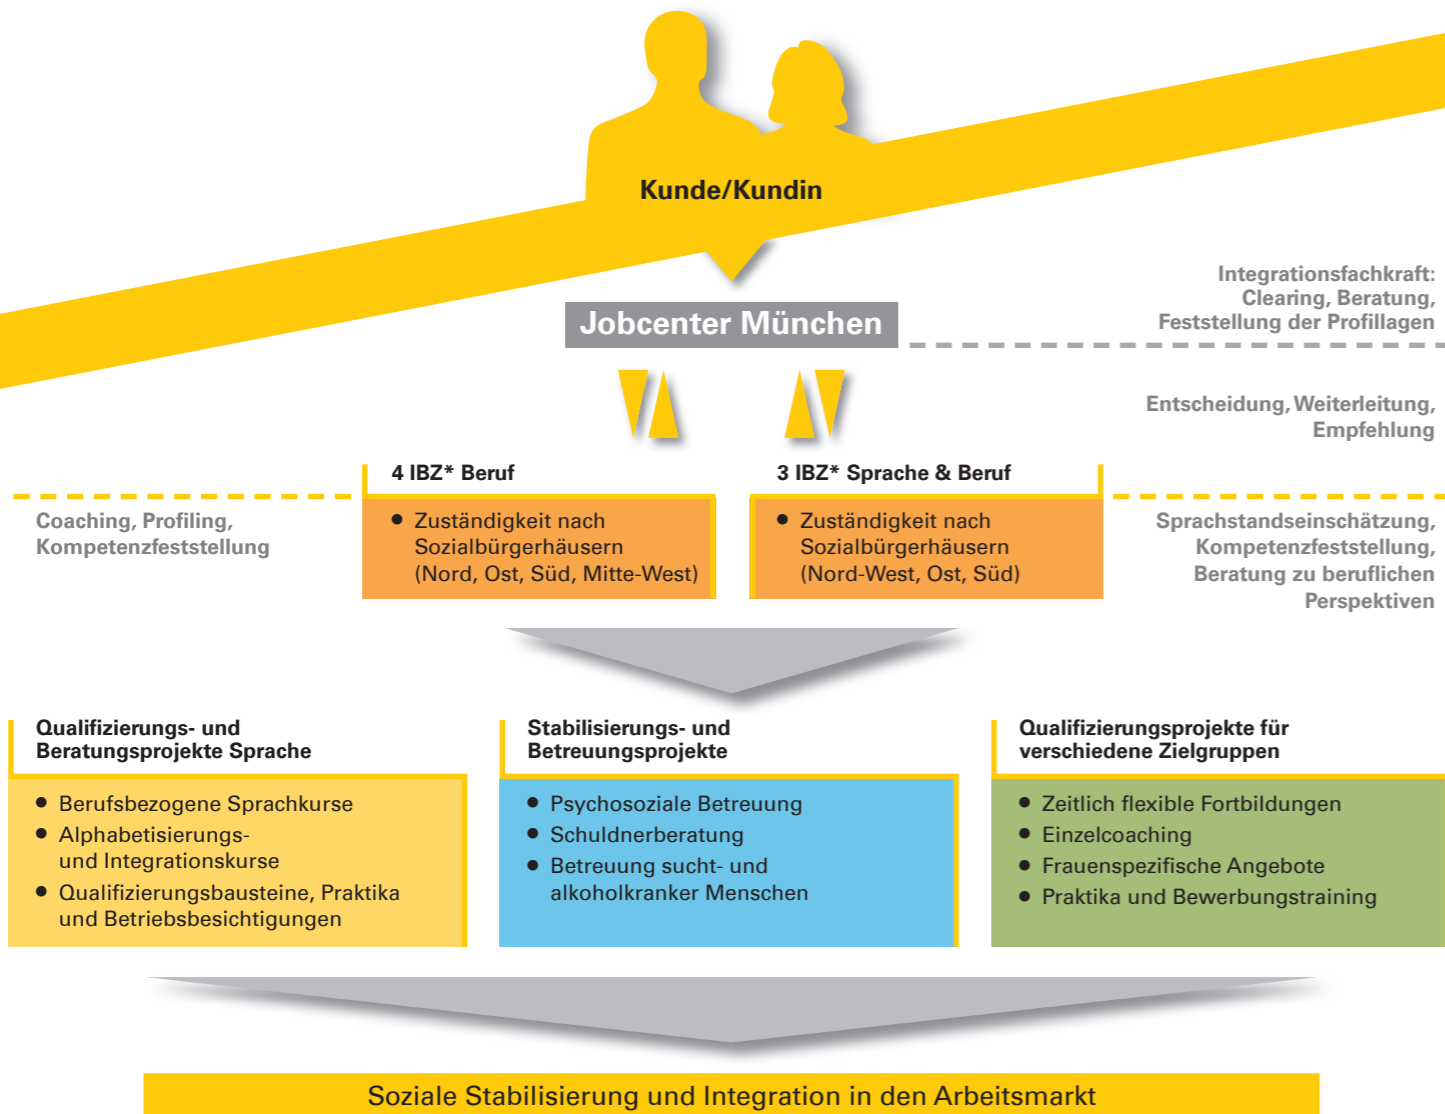 Kunde/Kundin
Jobcenter München
Integrationsfachkraft:
Clearing, Beratung,
Feststellung der Profillagen
Entscheidung, Weiterleitung,
Empfehlung
4 IBZ* Beruf
• Zuständigkeit nach
Sozialbürgerhäusern
(Nord, Ost, Süd, Mitte-West)
3 IBZ* Sprache & Beruf
• Zuständigkeit nach
Sozialbürgerhäusern
(Nord-West, Ost, Süd)
Coaching, Profiling,
Kompetenzfeststellung
Sprachstandseinschätzung,
Kompetenzfeststellung,
Beratung zu beruflichen
Perspektiven
Qualifizierungs- und
Beratungsprojekte Sprache
• Berufsbezogene Sprachkurse
• Alphabetisierungs-
und Integrationskurse
• Qualifizierungsbausteine, Praktika
und Betriebsbesichtigungen
Stabilisierungs- und
Betreuungsprojekte
• Psychosoziale Betreuung
• Schuldnerberatung
• Betreuung sucht- und
alkoholkranker Menschen
Qualifizierungsprojekte für
verschiedene Zielgruppen
• Zeitlich flexible Fortbildungen
• Einzelcoaching
• Frauenspezifische Angebote
• Praktika und Bewerbungstraining
Soziale Stabilisierung und Integration in den Arbeitsmarkt